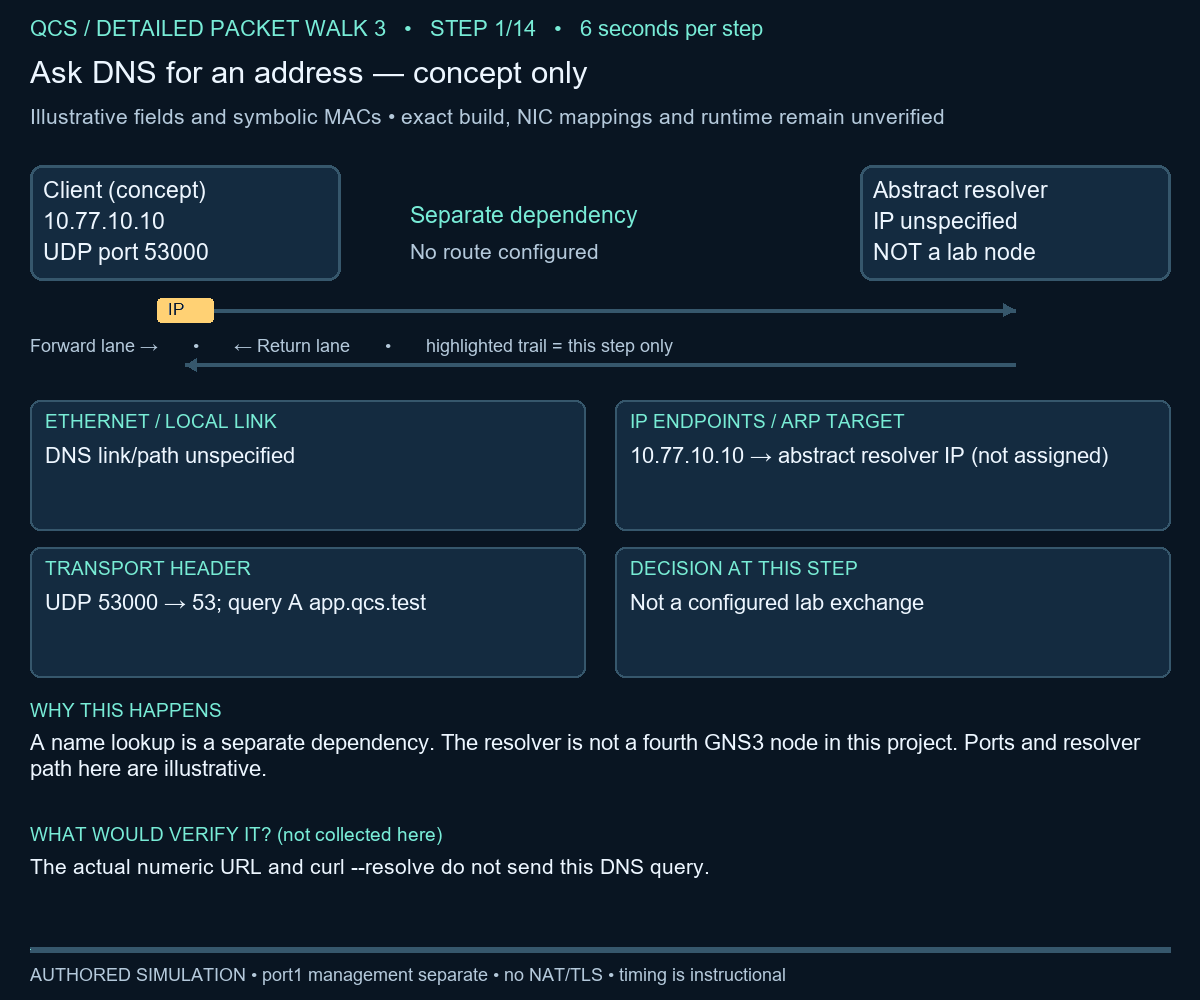 QCS / DETAILED PACKET WALK 3 • STEP 1/14 • 6 seconds per step
Ask DNS for an address — concept only
Illustrative fields and symbolic MACs • exact build, NIC mappings and runtime remain unverified
Client (concept)
10.77.10.10
UDP port 53000
Separate dependency
No route configured
Abstract resolver
IP unspecified
NOT a lab node
IP
Forward lane → • ← Return lane • highlighted trail = this step only
ETHERNET / LOCAL LINK
DNS link/path unspecified
IP ENDPOINTS / ARP TARGET
10.77.10.10 → abstract resolver IP (not assigned)
TRANSPORT HEADER
UDP 53000 → 53; query A app.qcs.test
DECISION AT THIS STEP
Not a configured lab exchange
WHY THIS HAPPENS
A name lookup is a separate dependency. The resolver is not a fourth GNS3 node in this project. Ports and resolver
path here are illustrative.
WHAT WOULD VERIFY IT? (not collected here)
The actual numeric URL and curl --resolve do not send this DNS query.
AUTHORED SIMULATION • port1 management separate • no NAT/TLS • timing is instructional